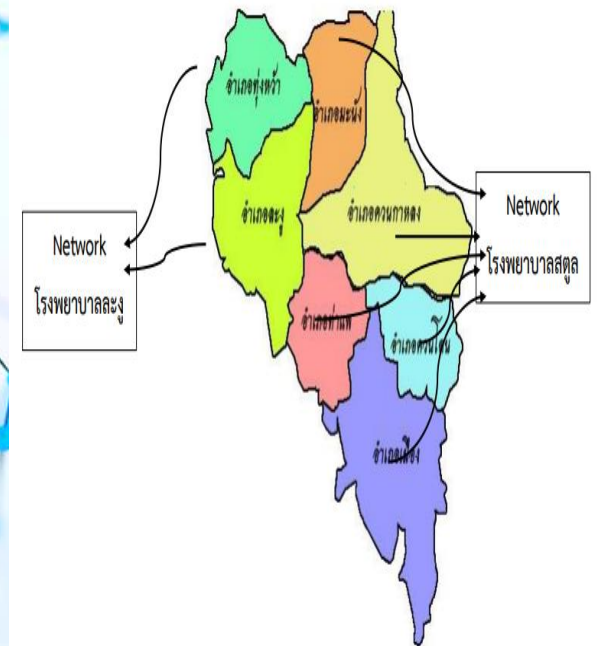 อำเภอทุ่งหว้า
อำเภอมะนัง
อำเภอละงู
อำเภอควนกาหลง
Network
โรงพยาบาลละงู
Network
โรงพยาบาลสตูล
อำเภอท่าแพ
อำเภอควนโดน
อำเภอเมือง